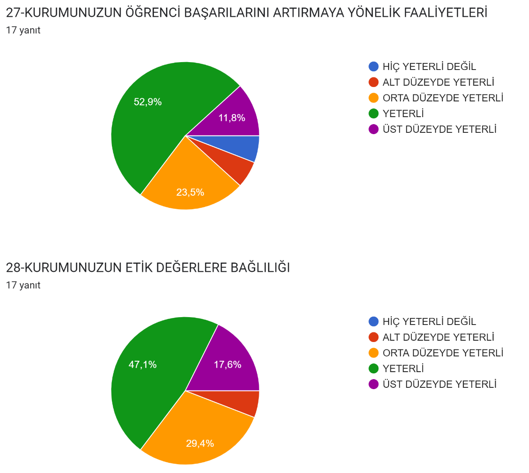 27-KURUMUNUZUN ÖĞRENCİ BAŞARILARINI ARTIRMAYA YÖNELİK FAALİYETLERİ
17 yanıt
HİÇ YETERLİ DEĞİL
ALT DÜZEYDE YETERLİ
ORTA DÜZEYDE YETERLİ
YETERLİ
ÜST DÜZEYDE YETERLİ
52,9%
11,8%
23,5%
28-KURUMUNUZUN ETİK DEĞERLERE BAĞLILIĞI
17 yanıt
HİÇ YETERLİ DEĞİL
ALT DÜZEYDE YETERLİ
ORTA DÜZEYDE YETERLİ
YETERLİ
ÜST DÜZEYDE YETERLİ
47,1%
17,6%
29,4%